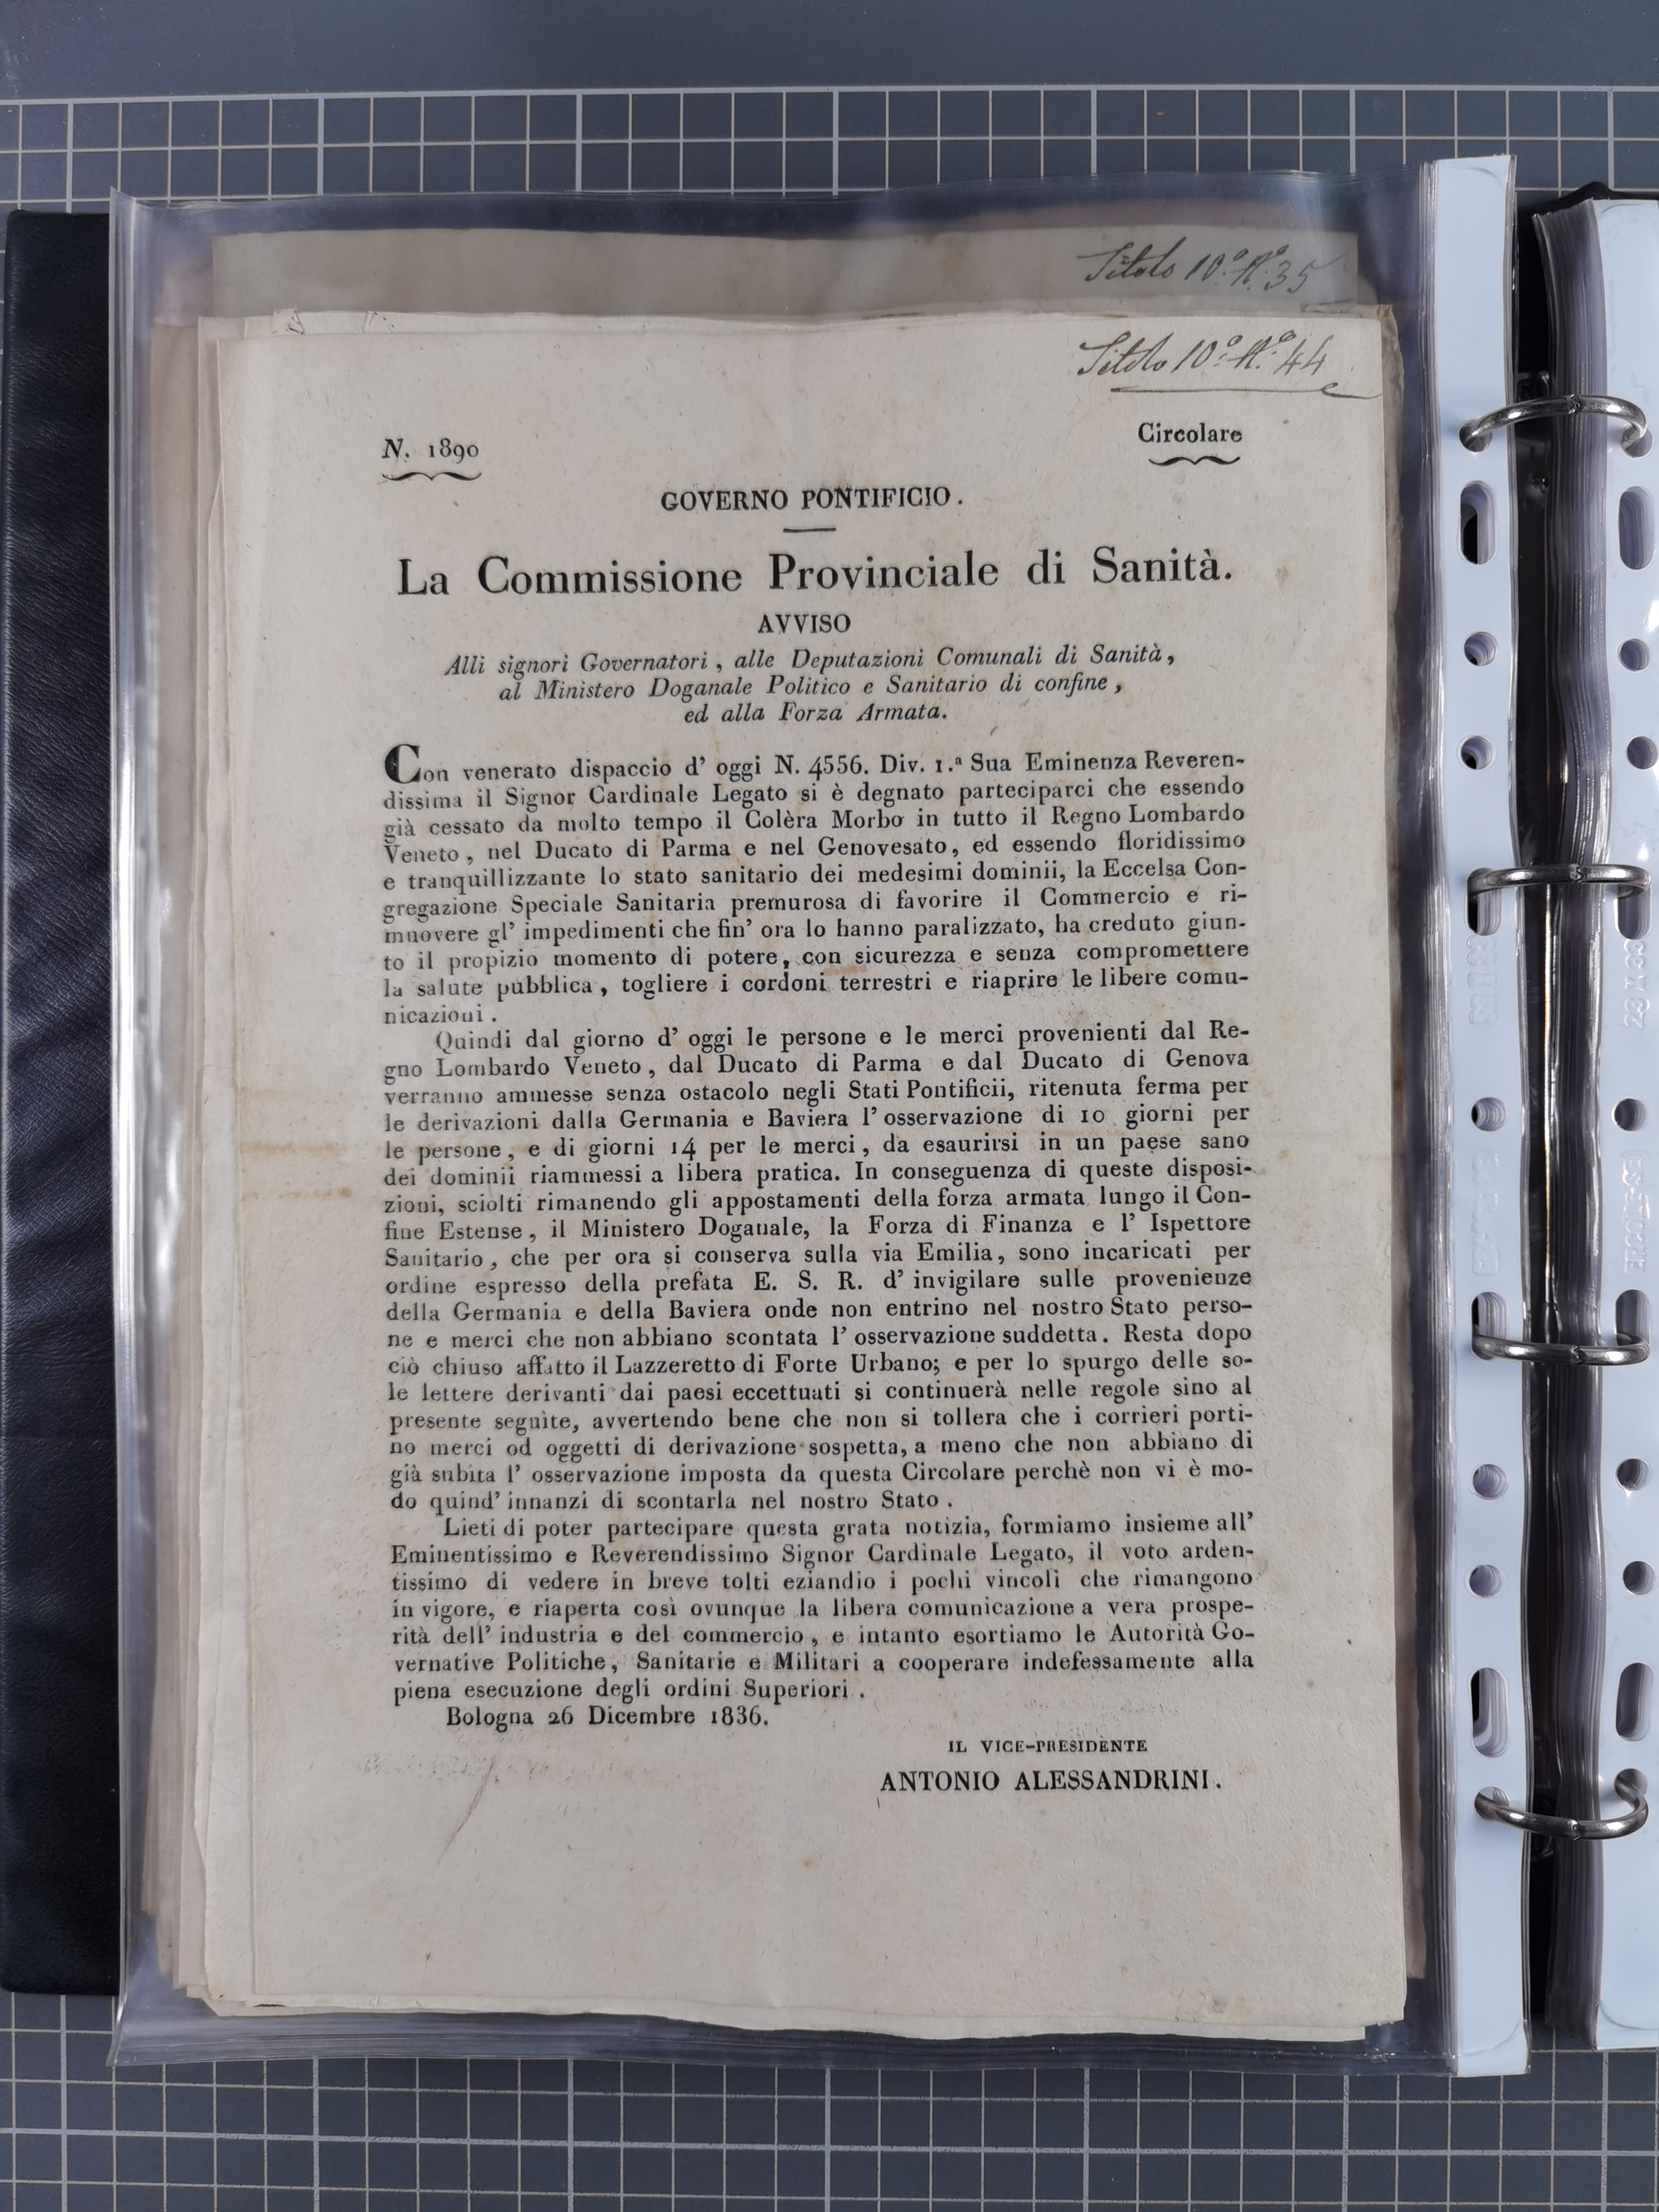 Titolo 10.º N.º 35
Titolo 10.º N.º 44
N. 1890
Circolare
GOVERNO PONTIFICIO.
La Commissione Provinciale di Sanità.
AVVISO
Alli signori Governatori, alle Deputazioni Comunali di Sanità,
al Ministero Doganale Politico e Sanitario di confine,
ed alla Forza Armata.
Con venerato dispaccio d' oggi N. 4556. Div. 1.ª Sua Eminenza Reveren-
dissima il Signor Cardinale Legato si è degnato parteciparci che essendo
già cessato da molto tempo il Colèra Morbo in tutto il Regno Lombardo
Veneto, nel Ducato di Parma e nel Genovesato, ed essendo floridissimo
e tranquillizzante lo stato sanitario dei medesimi dominii, la Eccelsa Con-
gregazione Speciale Sanitaria premurosa di favorire il Commercio e ri-
muovere gl' impedimenti che fin' ora lo hanno paralizzato, ha creduto giun-
to il propizio momento di potere, con sicurezza e senza compromettere
la salute pubblica, togliere i cordoni terrestri e riaprire le libere comu-
nicazioni.
Quindi dal giorno d' oggi le persone e le merci provenienti dal Re-
gno Lombardo Veneto, dal Ducato di Parma e dal Ducato di Genova
verranno ammesse senza ostacolo negli Stati Pontificii, ritenuta ferma per
le derivazioni dalla Germania e Baviera l' osservazione di 10 giorni per
le persone, e di giorni 14 per le merci, da esaurirsi in un paese sano
dei dominii riammessi a libera pratica. In conseguenza di queste disposi-
zioni, sciolti rimanendo gli appostamenti della forza armata lungo il Con-
fine Estense, il Ministero Doganale, la Forza di Finanza e l' Ispettore
Sanitario, che per ora si conserva sulla via Emilia, sono incaricati per
ordine espresso della prefata E. S. R. d' invigilare sulle provenienze
della Germania e della Baviera onde non entrino nel nostro Stato perso-
ne e merci che non abbiano scontata l' osservazione suddetta. Resta dopo
ciò chiuso affatto il Lazzeretto di Forte Urbano; e per lo spurgo delle so-
le lettere derivanti dai paesi eccettuati si continuerà nelle regole sino al
presente seguite, avvertendo bene che non si tollera che i corrieri porti-
no merci od oggetti di derivazione sospetta, a meno che non abbiano di
già subita l' osservazione imposta da questa Circolare perchè non vi è mo-
do quind' innanzi di scontarla nel nostro Stato.
Lieti di poter partecipare questa grata notizia, formiamo insieme all'
Eminentissimo e Reverendissimo Signor Cardinale Legato, il voto arden-
tissimo di vedere in breve tolti eziandio i pochi vincoli che rimangono
in vigore, e riaperta così ovunque la libera comunicazione a vera prospe-
rità dell' industria e del commercio, e intanto esortiamo le Autorità Go-
vernative Politiche, Sanitarie e Militari a cooperare indefessamente alla
piena esecuzione degli ordini Superiori.
Bologna 26 Dicembre 1836.
IL VICE-PRESIDENTE
ANTONIO ALESSANDRINI.